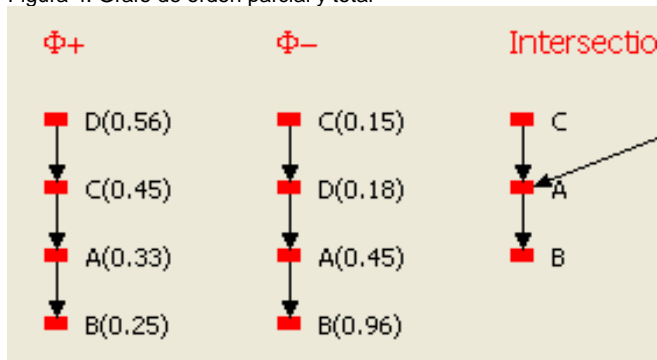 Figura 4. Grafo de orden parcial y total
Φ+ Φ− Intersectio
D(0.56) C(0.15) C
C(0.45) D(0.18) A
A(0.33) A(0.45) B
B(0.25) B(0.96)